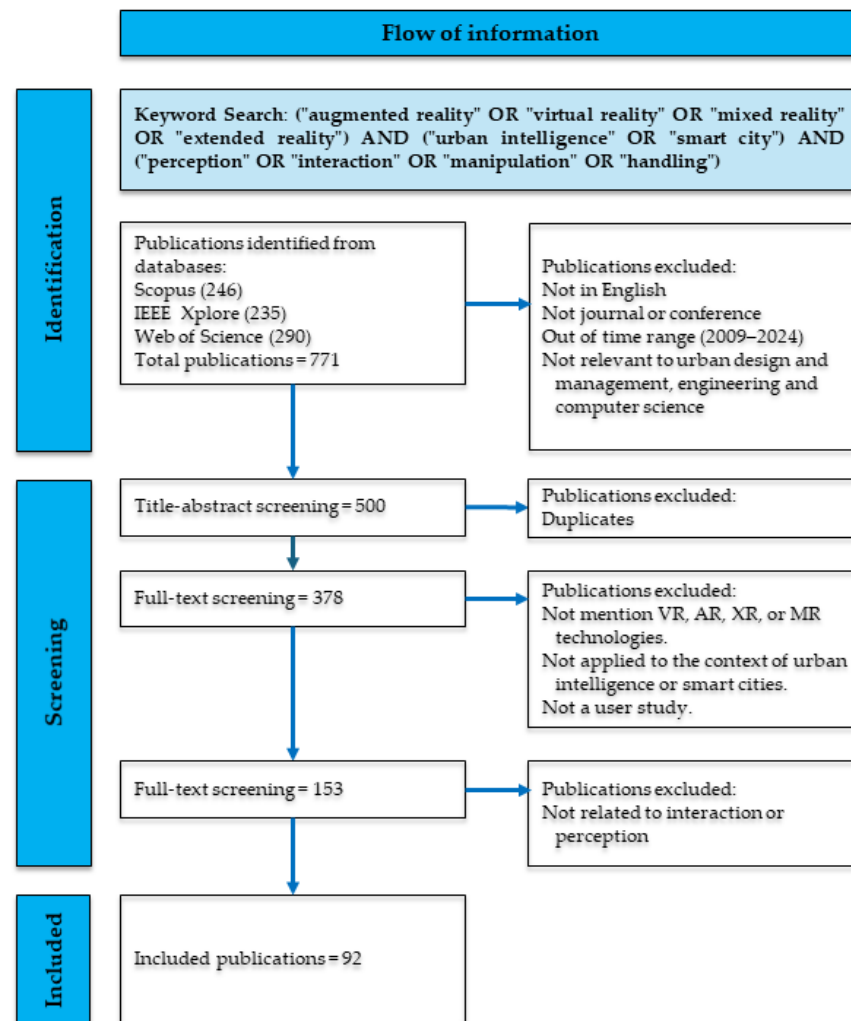 Flow of information
Identification
Keyword Search: ("augmented reality" OR "virtual reality" OR "mixed reality"
OR "extended reality") AND ("urban intelligence" OR "smart city") AND
("perception" OR "interaction" OR "manipulation" OR "handling")
Publications identified from
databases:
Scopus (246)
IEEE Xplore (235)
Web of Science (290)
Total publications = 771
Publications excluded:
Not in English
Not journal or conference
Out of time range (2009–2024)
Not relevant to urban design and
management, engineering and
computer science
Screening
Title-abstract screening = 500
Publications excluded:
Duplicates
Full-text screening = 378
Publications excluded:
Not mention VR, AR, XR, or MR
technologies.
Not applied to the context of urban
intelligence or smart cities.
Not a user study.
Full-text screening = 153
Publications excluded:
Not related to interaction or
perception
Included
Included publications = 92